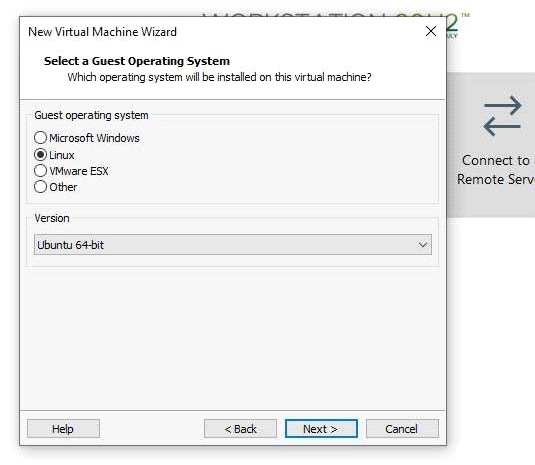 New Virtual Machine Wizard
Select a Guest Operating System
Which operating system will be installed on this virtual machine?
Guest operating system
Microsoft Windows
Linux
VMware ESX
Other
Version
Ubuntu 64-bit
Help
< Back
Next >
Cancel
Connect to
Remote Serv